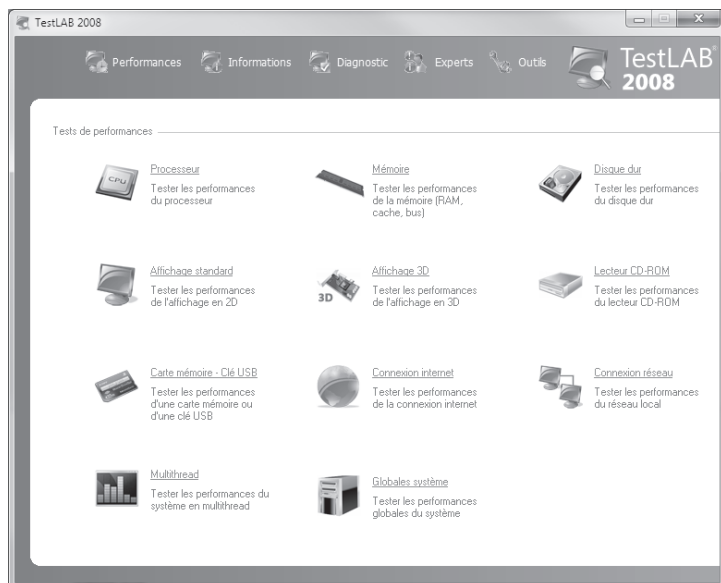 TestLAB 2008
Performances
Informations
Diagnostic
Experts
Outils
TestLAB®
2008
Tests de performances
Processeur
Tester les performances
du processeur
Mémoire
Tester les performances
de la mémoire (RAM,
cache, bus)
Disque dur
Tester les performances
du disque dur
Affichage standard
Tester les performances
de l'affichage en 2D
3D
Affichage 3D
Tester les performances
de l'affichage en 3D
Lecteur CD-ROM
Tester les performances
du lecteur CD-ROM
Carte mémoire - Clé USB
Tester les performances
d'une carte mémoire ou
d'une clé USB
Connexion internet
Tester les performances
de la connexion internet
Connexion réseau
Tester les performances
du réseau local
Multithread
Tester les performances du
système en multithread
Globales système
Tester les performances
globales du système
CPU